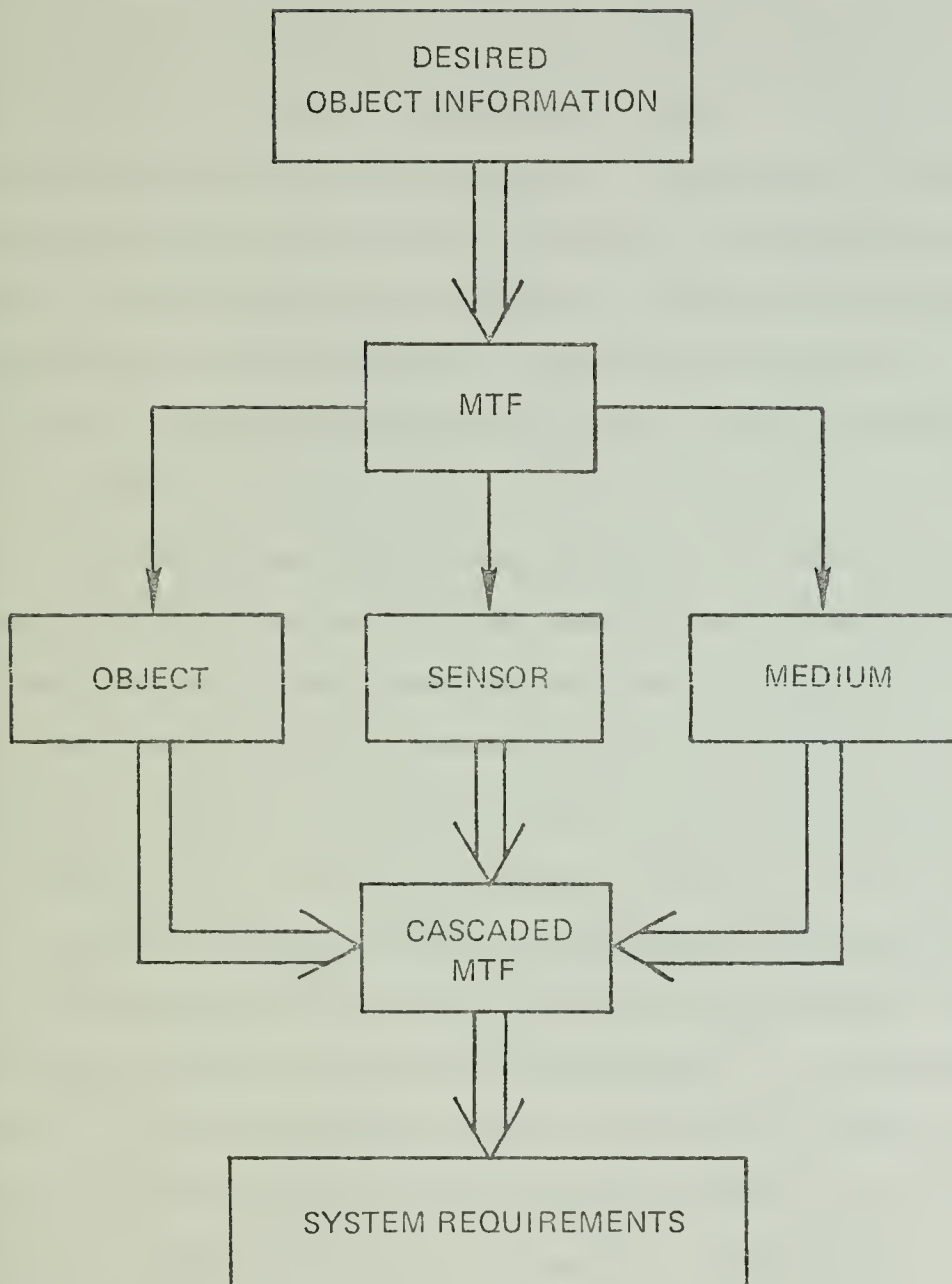 DESIRED
OBJECT INFORMATION
MTF
OBJECT
SENSOR
MEDIUM
CASCADED
MTF
SYSTEM REQUIREMENTS